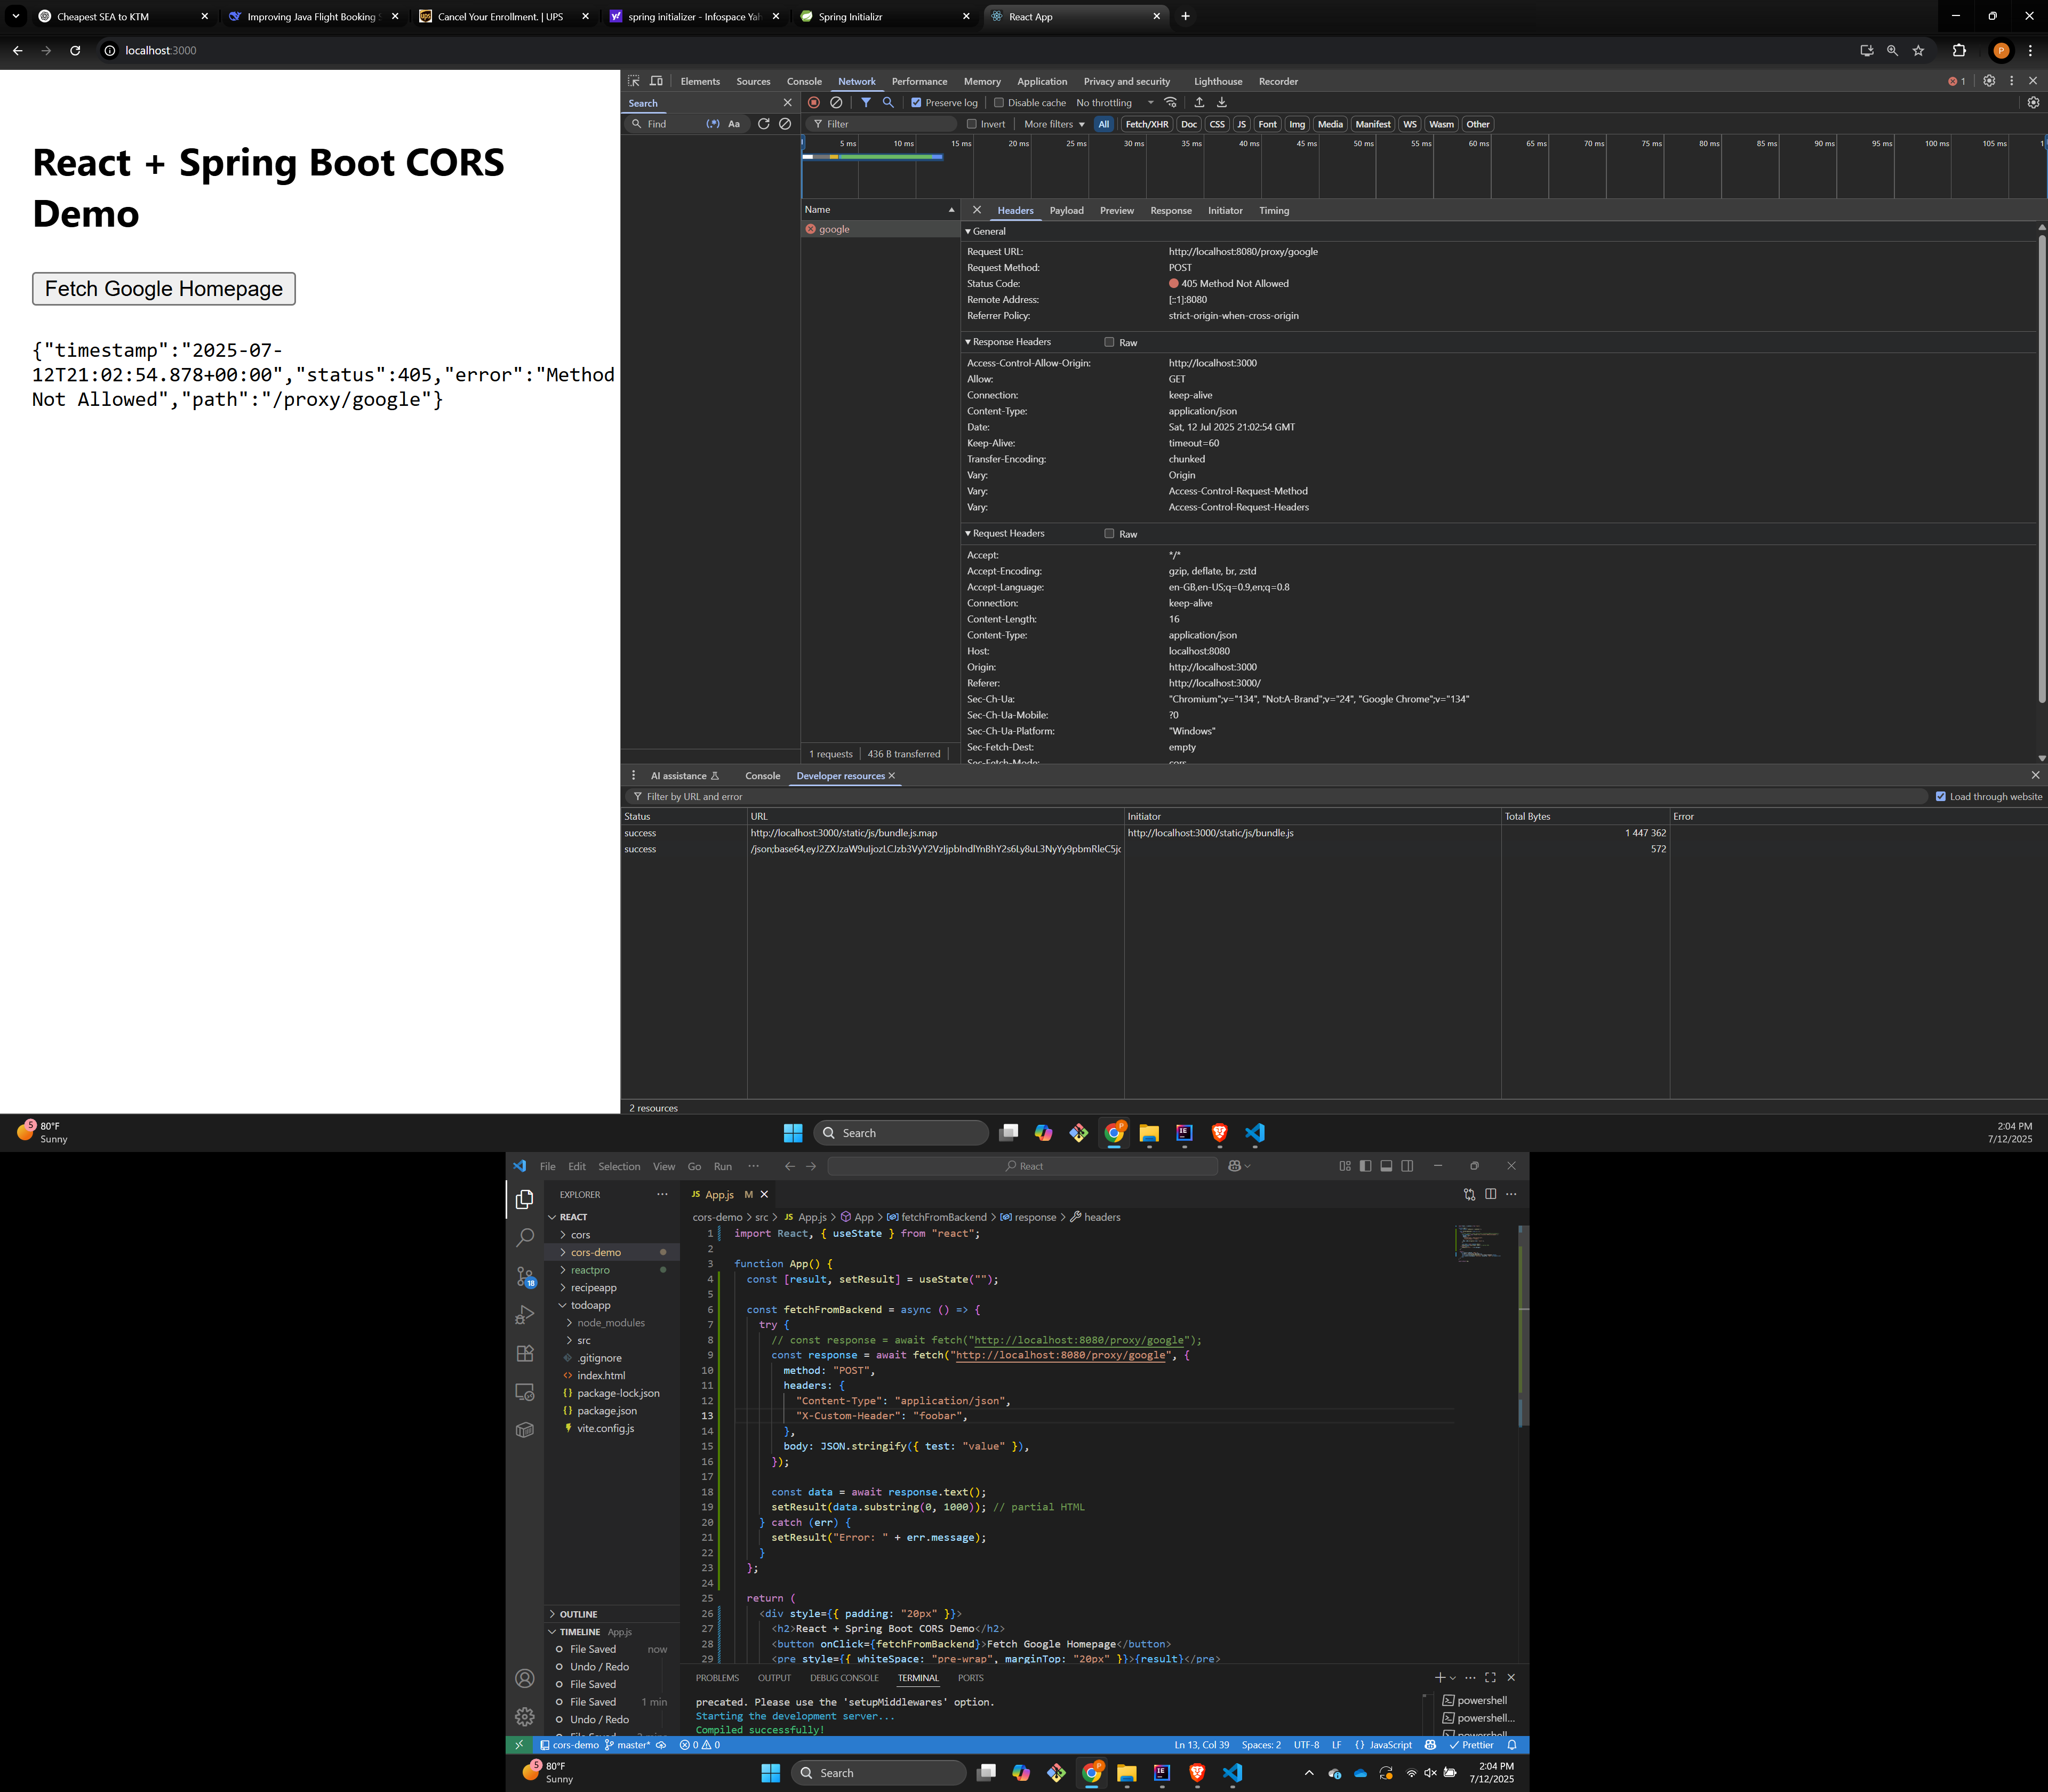 Cheapest SEA to KTM
Improving Java Flight Booking S
Cancel Your Enrollment. | UPS
spring initializer - Infospace Yah
Spring Initializr
React App
localhost:3000
React + Spring Boot CORS
Demo
Fetch Google Homepage
{"timestamp":"2025-07-
12T21:02:54.878+00:00","status":405,"error":"Method
Not Allowed","path":"/proxy/google"}
Elements Sources Console Network Performance Memory Application Privacy and security Lighthouse Recorder 1
Search
Find (.*) Aa
Preserve log Disable cache No throttling
Filter Invert More filters All Fetch/XHR Doc CSS JS Font Img Media Manifest WS Wasm Other
5 ms 10 ms 15 ms 20 ms 25 ms 30 ms 35 ms 40 ms 45 ms 50 ms 55 ms 60 ms 65 ms 70 ms 75 ms 80 ms 85 ms 90 ms 95 ms 100 ms 105 ms 1
Name
google
1 requests 436 B transferred
Headers Payload Preview Response Initiator Timing
General
Request URL: http://localhost:8080/proxy/google
Request Method: POST
Status Code: 405 Method Not Allowed
Remote Address: [::1]:8080
Referrer Policy: strict-origin-when-cross-origin
Response Headers Raw
Access-Control-Allow-Origin: http://localhost:3000
Allow: GET
Connection: keep-alive
Content-Type: application/json
Date: Sat, 12 Jul 2025 21:02:54 GMT
Keep-Alive: timeout=60
Transfer-Encoding: chunked
Vary: Origin
Vary: Access-Control-Request-Method
Vary: Access-Control-Request-Headers
Request Headers Raw
Accept: */*
Accept-Encoding: gzip, deflate, br, zstd
Accept-Language: en-GB,en-US;q=0.9,en;q=0.8
Connection: keep-alive
Content-Length: 16
Content-Type: application/json
Host: localhost:8080
Origin: http://localhost:3000
Referer: http://localhost:3000/
Sec-Ch-Ua: "Chromium";v="134", "Not:A-Brand";v="24", "Google Chrome";v="134"
Sec-Ch-Ua-Mobile: ?0
Sec-Ch-Ua-Platform: "Windows"
Sec-Fetch-Dest: empty
Sec-Fetch-Mode: cors
AI assistance Console Developer resources
Filter by URL and error Load through website
Status URL Initiator Total Bytes Error
success http://localhost:3000/static/js/bundle.js.map http://localhost:3000/static/js/bundle.js 1 447 362
success 572
2 resources
5 80°F
Sunny
Search
2:04 PM
7/12/2025
File Edit Selection View Go Run ···
React
EXPLORER
REACT
cors
cors-demo
reactpro
recipeapp
todoapp
node_modules
src
.gitignore
index.html
package-lock.json
package.json
vite.config.js
18
OUTLINE
TIMELINE App.js
File Saved now
Undo / Redo
File Saved
File Saved 1 min
Undo / Redo
JS App.js M
cors-demo > src > JS App.js > App > fetchFromBackend > response > headers
1 import React, { useState } from "react";
2
3 function App() {
4 const [result, setResult] = useState("");
5
6 const fetchFromBackend = async () => {
7 try {
8 // const response = await fetch("http://localhost:8080/proxy/google");
9 const response = await fetch("http://localhost:8080/proxy/google", {
10 method: "POST",
11 headers: {
12 "Content-Type": "application/json",
13 "X-Custom-Header": "foobar",
14 },
15 body: JSON.stringify({ test: "value" }),
16 });
17
18 const data = await response.text();
19 setResult(data.substring(0, 1000)); // partial HTML
20 } catch (err) {
21 setResult("Error: " + err.message);
22 }
23 };
24
25 return (
26 <div style={{ padding: "20px" }}>
27 <h2>React + Spring Boot CORS Demo</h2>
28 <button onClick={fetchFromBackend}>Fetch Google Homepage</button>
29 <pre style={{ whiteSpace: "pre-wrap", marginTop: "20px" }}>{result}</pre>
PROBLEMS OUTPUT DEBUG CONSOLE TERMINAL PORTS
precated. Please use the 'setupMiddlewares' option.
Starting the development server...
Compiled successfully!
powershell
powershell...
powershell
cors-demo master* 0 0 Ln 13, Col 39 Spaces: 2 UTF-8 LF {} JavaScript Prettier
5 80°F
Sunny
Search
2:04 PM
7/12/2025